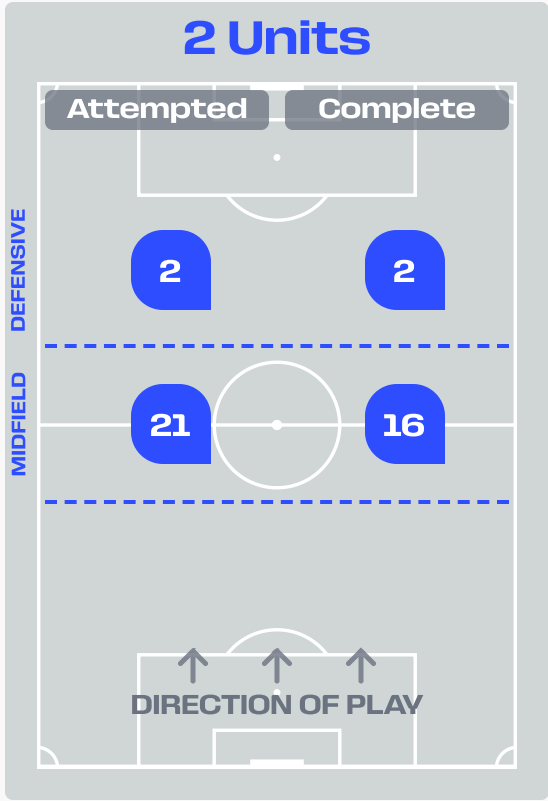 2 Units
Attempted Complete
DEFENSIVE
2 2
MIDFIELD
21 16
DIRECTION OF PLAY